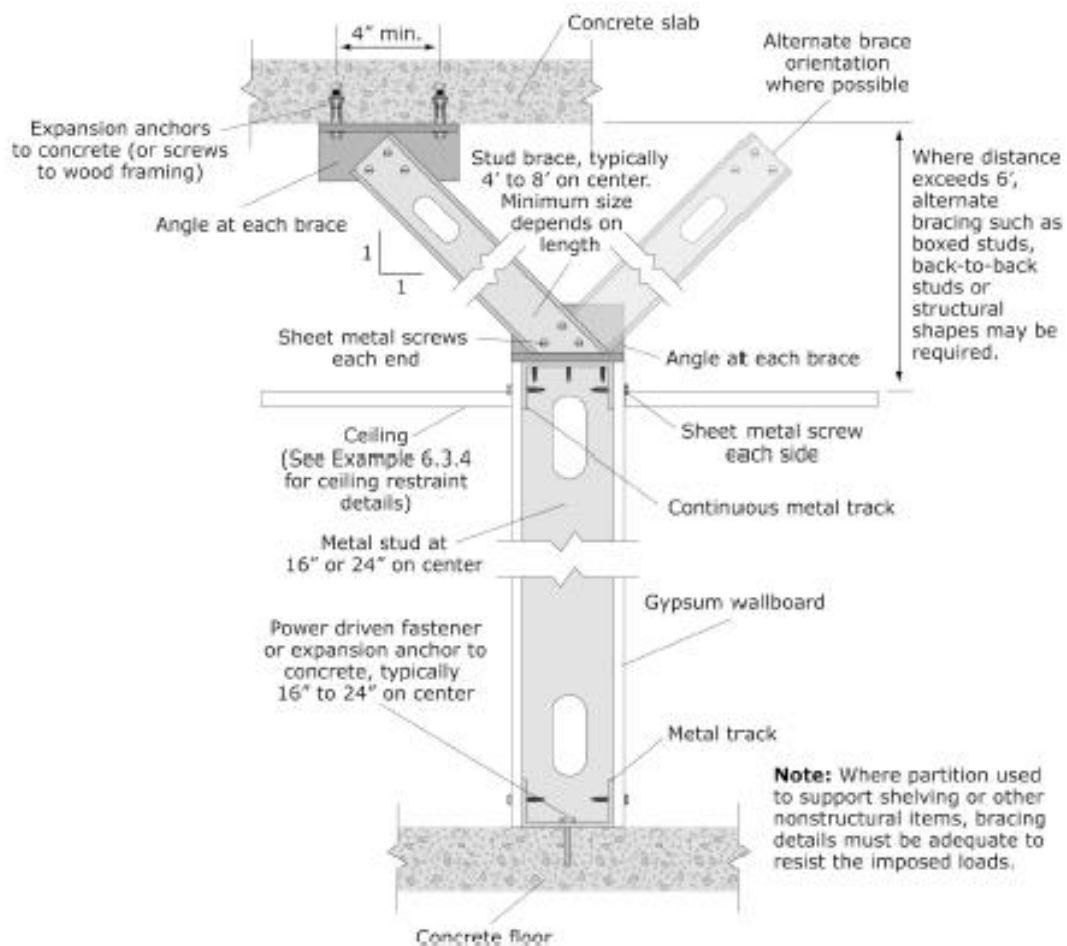 4” min.
Concrete slab
Alternate brace
orientation
where possible
Expansion anchors
to concrete (or screws
to wood framing)
Stud brace, typically
4’ to 8’ on center.
Minimum size
depends on
length
Where distance
exceeds 6’,
alternate
bracing such as
boxed studs,
back-to-back
studs or
structural
shapes may be
required.
Angle at each brace
1
1
Sheet metal screws
each end
Angle at each brace
Ceiling
(See Example 6.3.4
for ceiling restraint
details)
Sheet metal screw
each side
Continuous metal track
Metal stud at
16” or 24” on center
Gypsum wallboard
Power driven fastener
or expansion anchor to
concrete, typically
16” to 24” on center
Metal track
Note: Where partition used
to support shelving or other
nonstructural items, bracing
details must be adequate to
resist the imposed loads.
Concrete floor